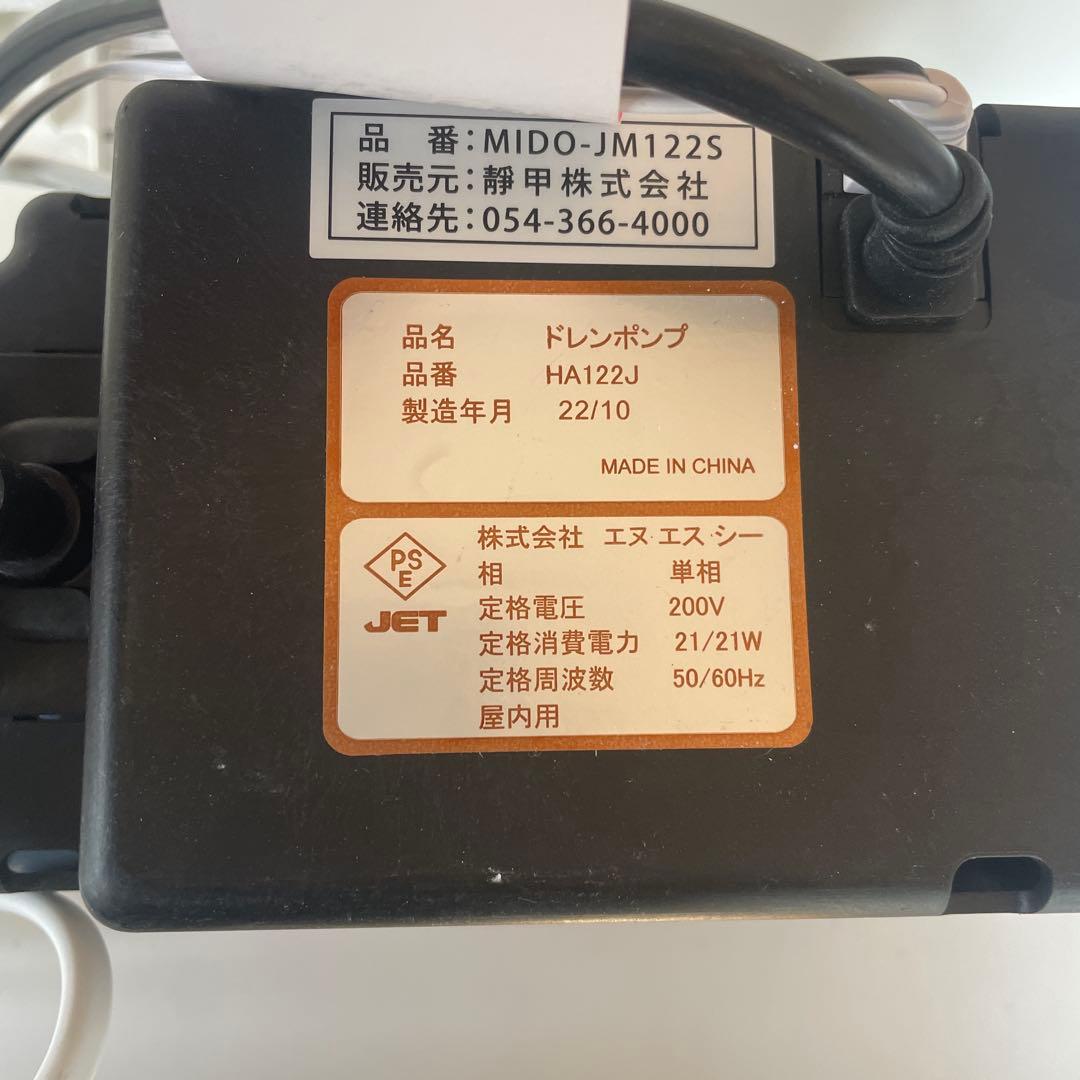 品 番：MIDO-JM122S
販売元：靜甲株式会社
連絡先：054-366-4000
品名 ドレンポンプ
品番 HA122J
製造年月 22/10
MADE IN CHINA
PSE
JET
株式会社 エヌ・エス・シー
相 単相
定格電圧 200V
定格消費電力 21/21W
定格周波数 50/60Hz
屋内用